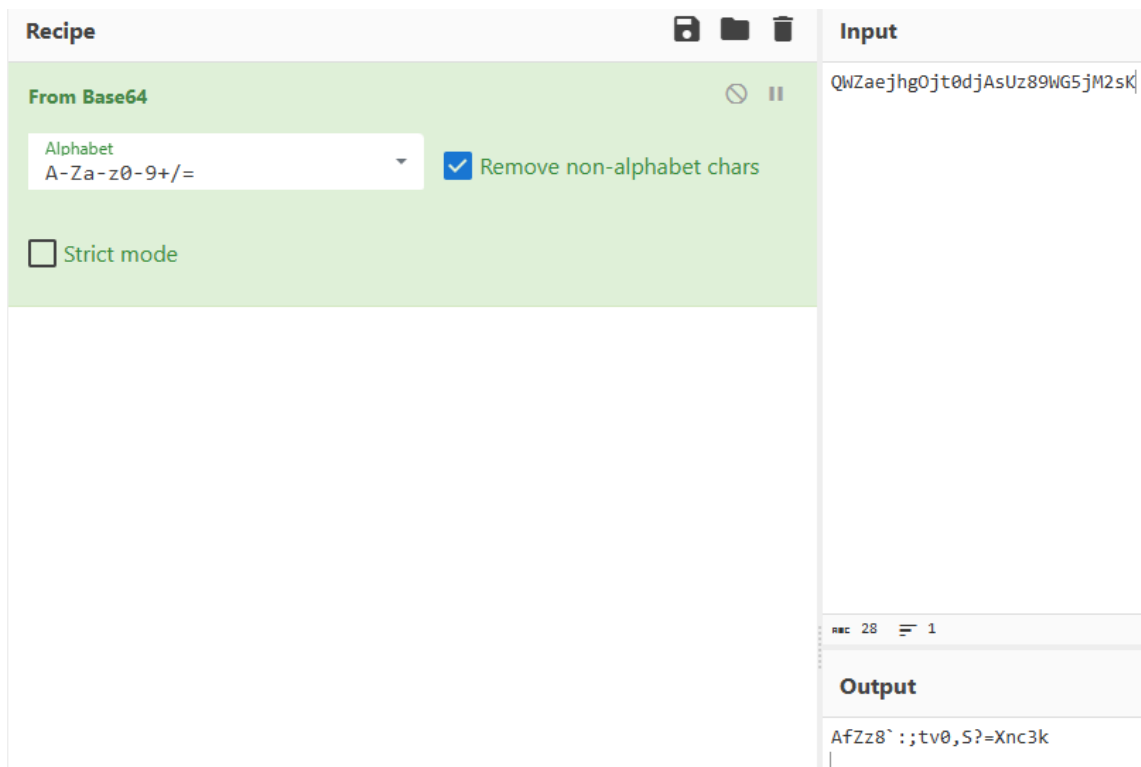 Recipe
From Base64
Alphabet
A-Za-z0-9+/=
Remove non-alphabet chars
Strict mode
Input
QWZaejhgOjt0djAsUz89WG5jM2sK
ABC 28 1
Output
AfZz8`:;tv0,S?=Xnc3k